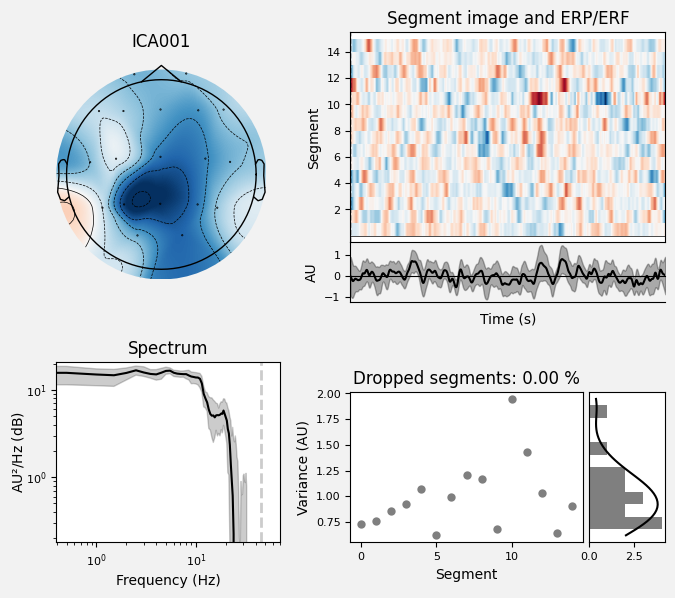 ICA001
Segment image and ERP/ERF
Segment
14
12
10
8
6
4
2
AU
1
0
−1
Time (s)
Spectrum
AU²/Hz (dB)
10¹
10⁰
10⁰ 10¹
Frequency (Hz)
Dropped segments: 0.00 %
Variance (AU)
2.00
1.75
1.50
1.25
1.00
0.75
0 5 10
Segment
0.0 2.5